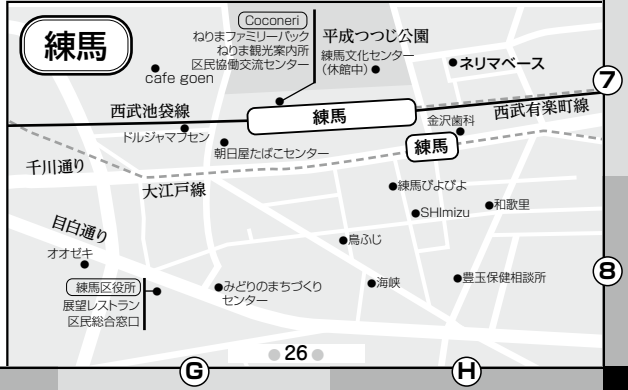 練馬
Coconeri
ねりまファミリーパック
ねりま観光案内所
区民協働交流センター
平成つつじ公園
練馬文化センター
(休館中)
ネリマベース
cafe goen
⑦
西武池袋線
練馬
西武有楽町線
金沢歯科
ドルジャマブセン
朝日屋たばこセンター
練馬
千川通り
大江戸線
練馬ぴよぴよ
SHImizu
和歌里
目白通り
鳥ふじ
オオゼキ
⑧
練馬区役所
展望レストラン
区民総合窓口
みどりのまちづくり
センター
海峡
豊玉保健相談所
26
G
H